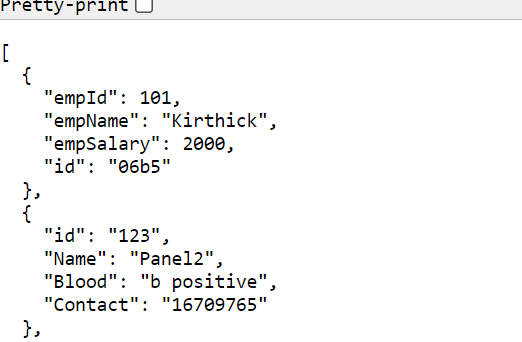 Pretty-print
[
{
"empId": 101,
"empName": "Kirthick",
"empSalary": 2000,
"id": "06b5"
},
{
"id": "123",
"Name": "Panel2",
"Blood": "b positive",
"Contact": "16709765"
},